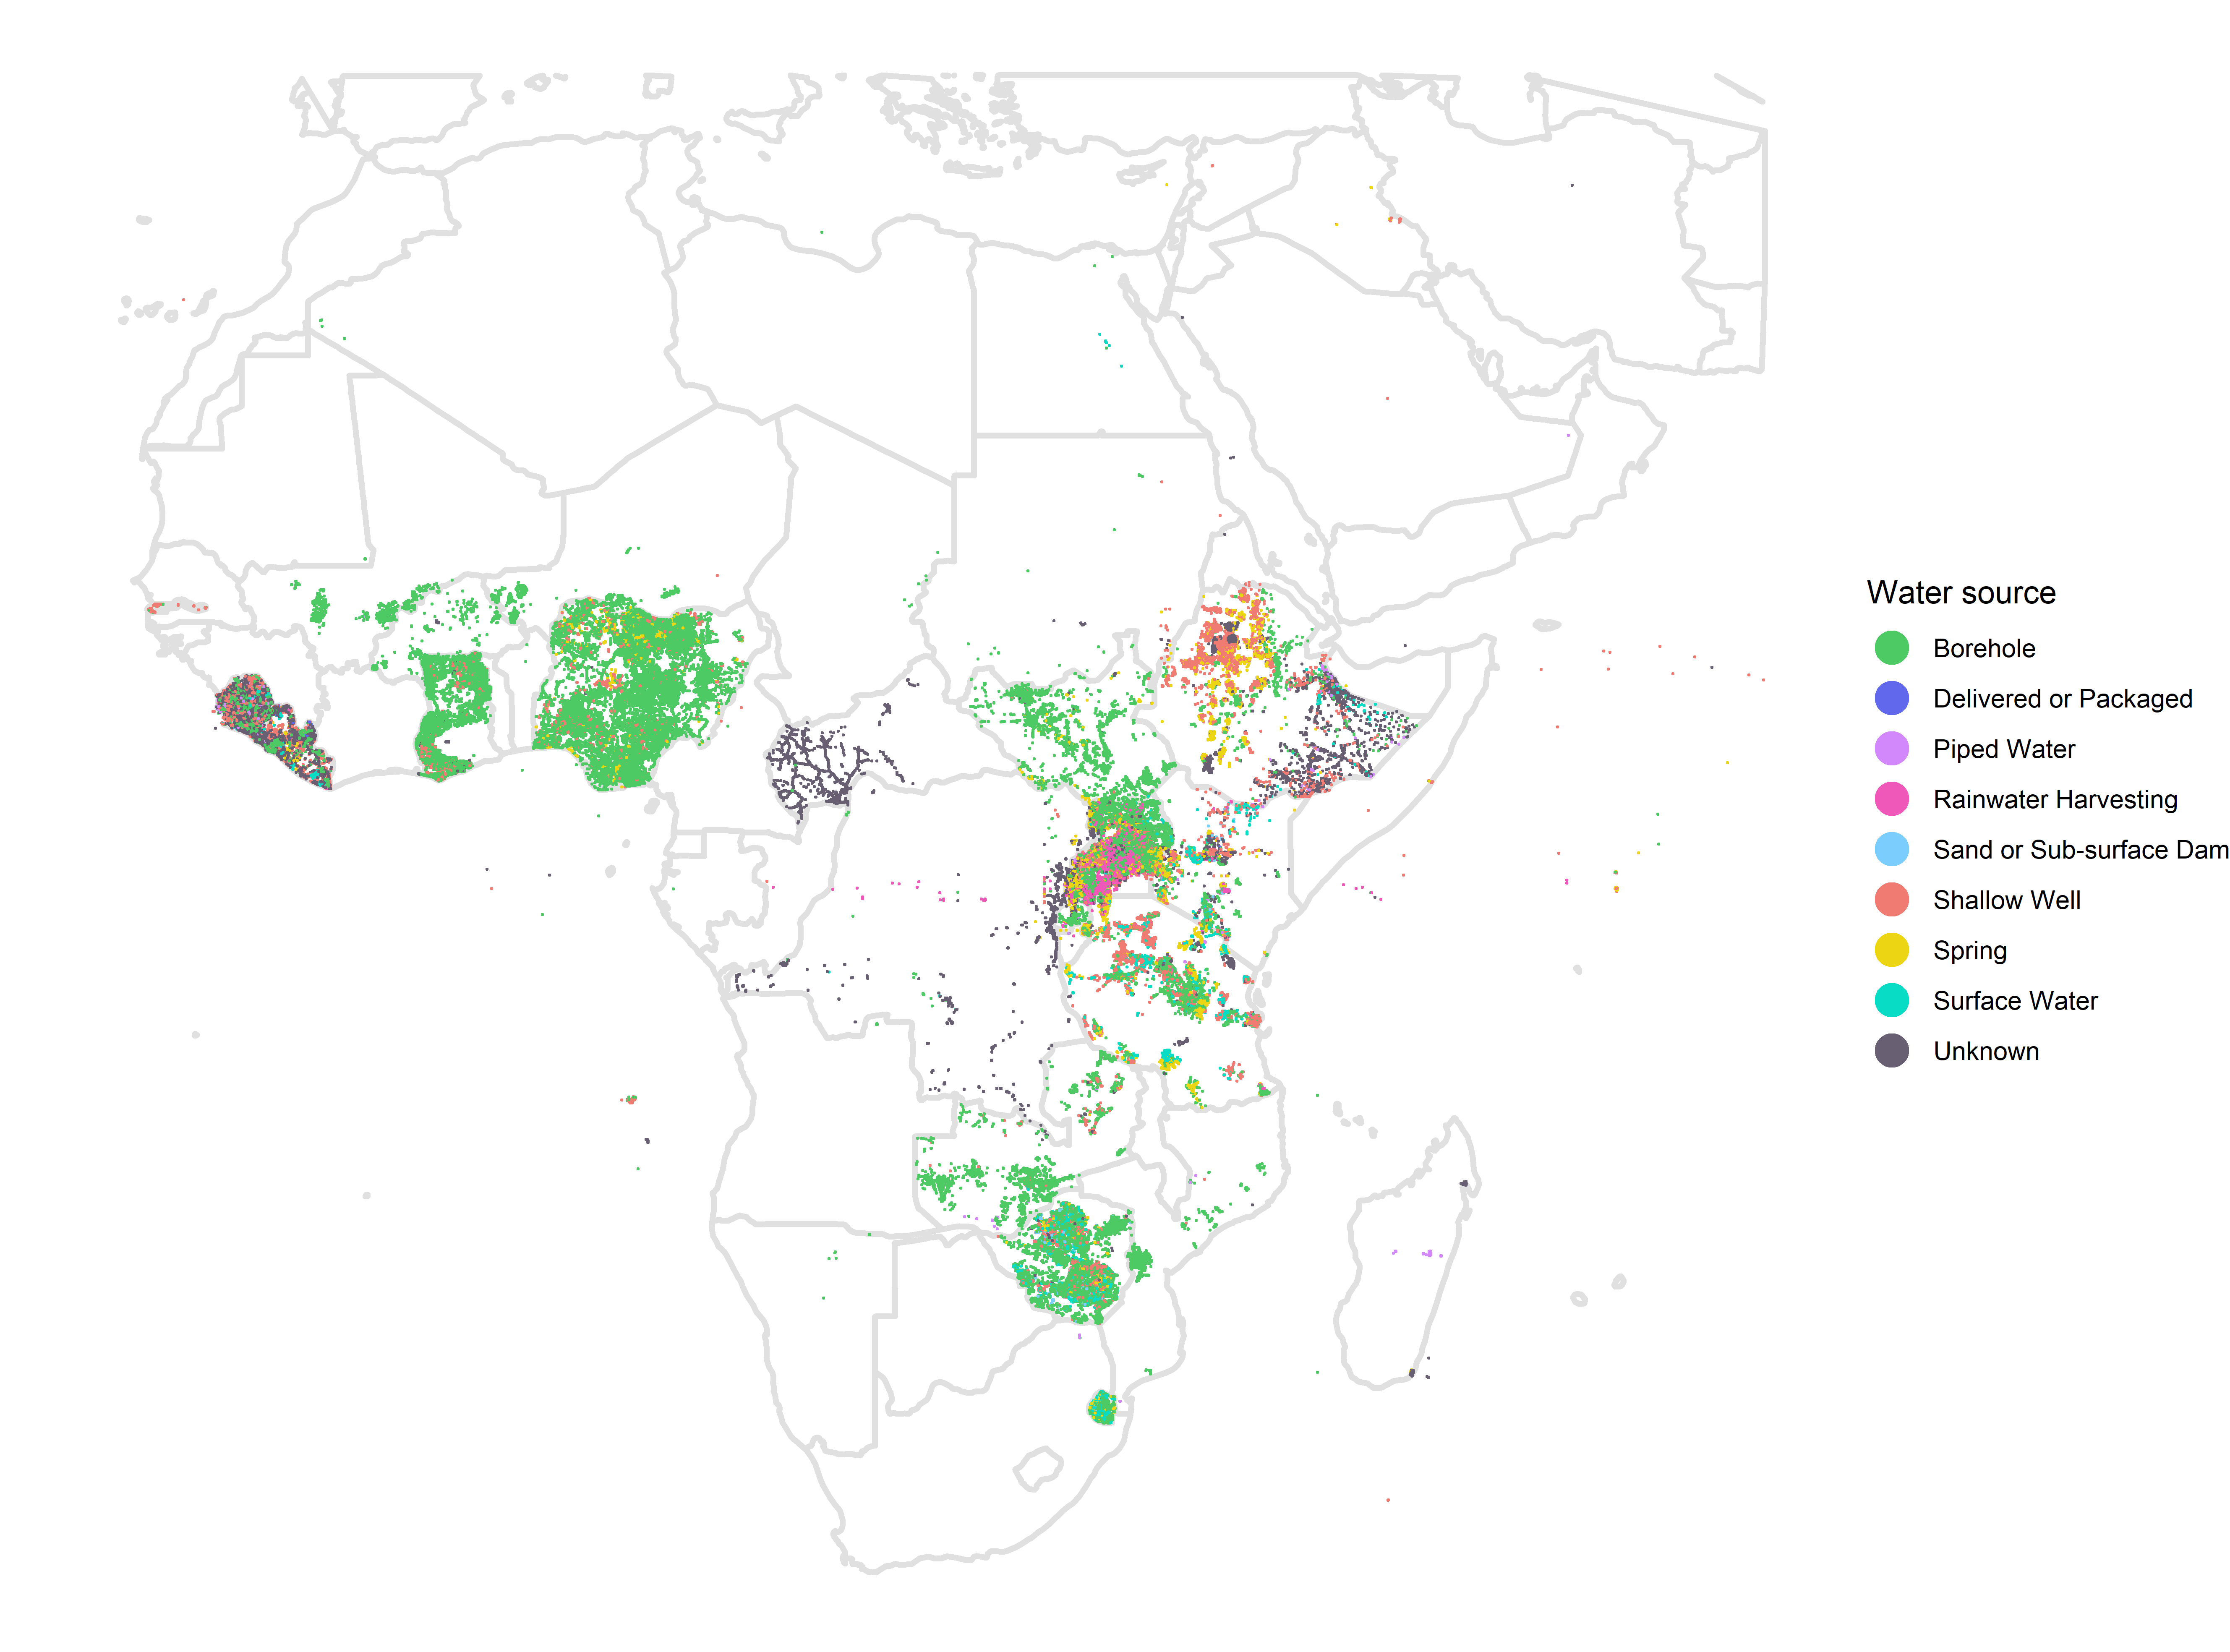 Water source
Borehole
Delivered or Packaged
Piped Water
Rainwater Harvesting
Sand or Sub-surface Dam
Shallow Well
Spring
Surface Water
Unknown